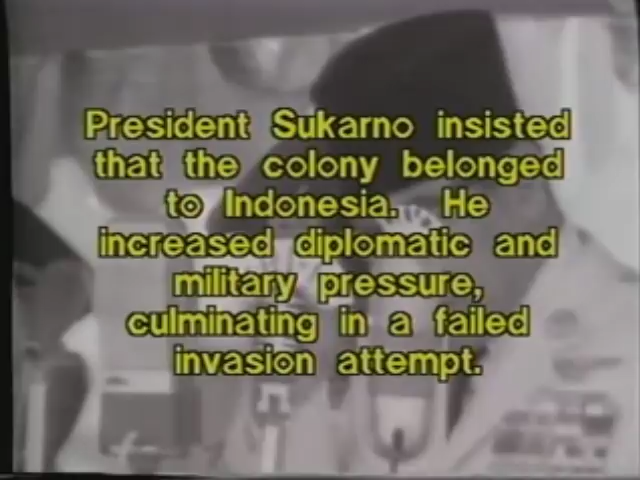 President Sukarno insisted
that the colony belonged
to Indonesia. He
increased diplomatic and
military pressure,
culminating in a failed
invasion attempt.